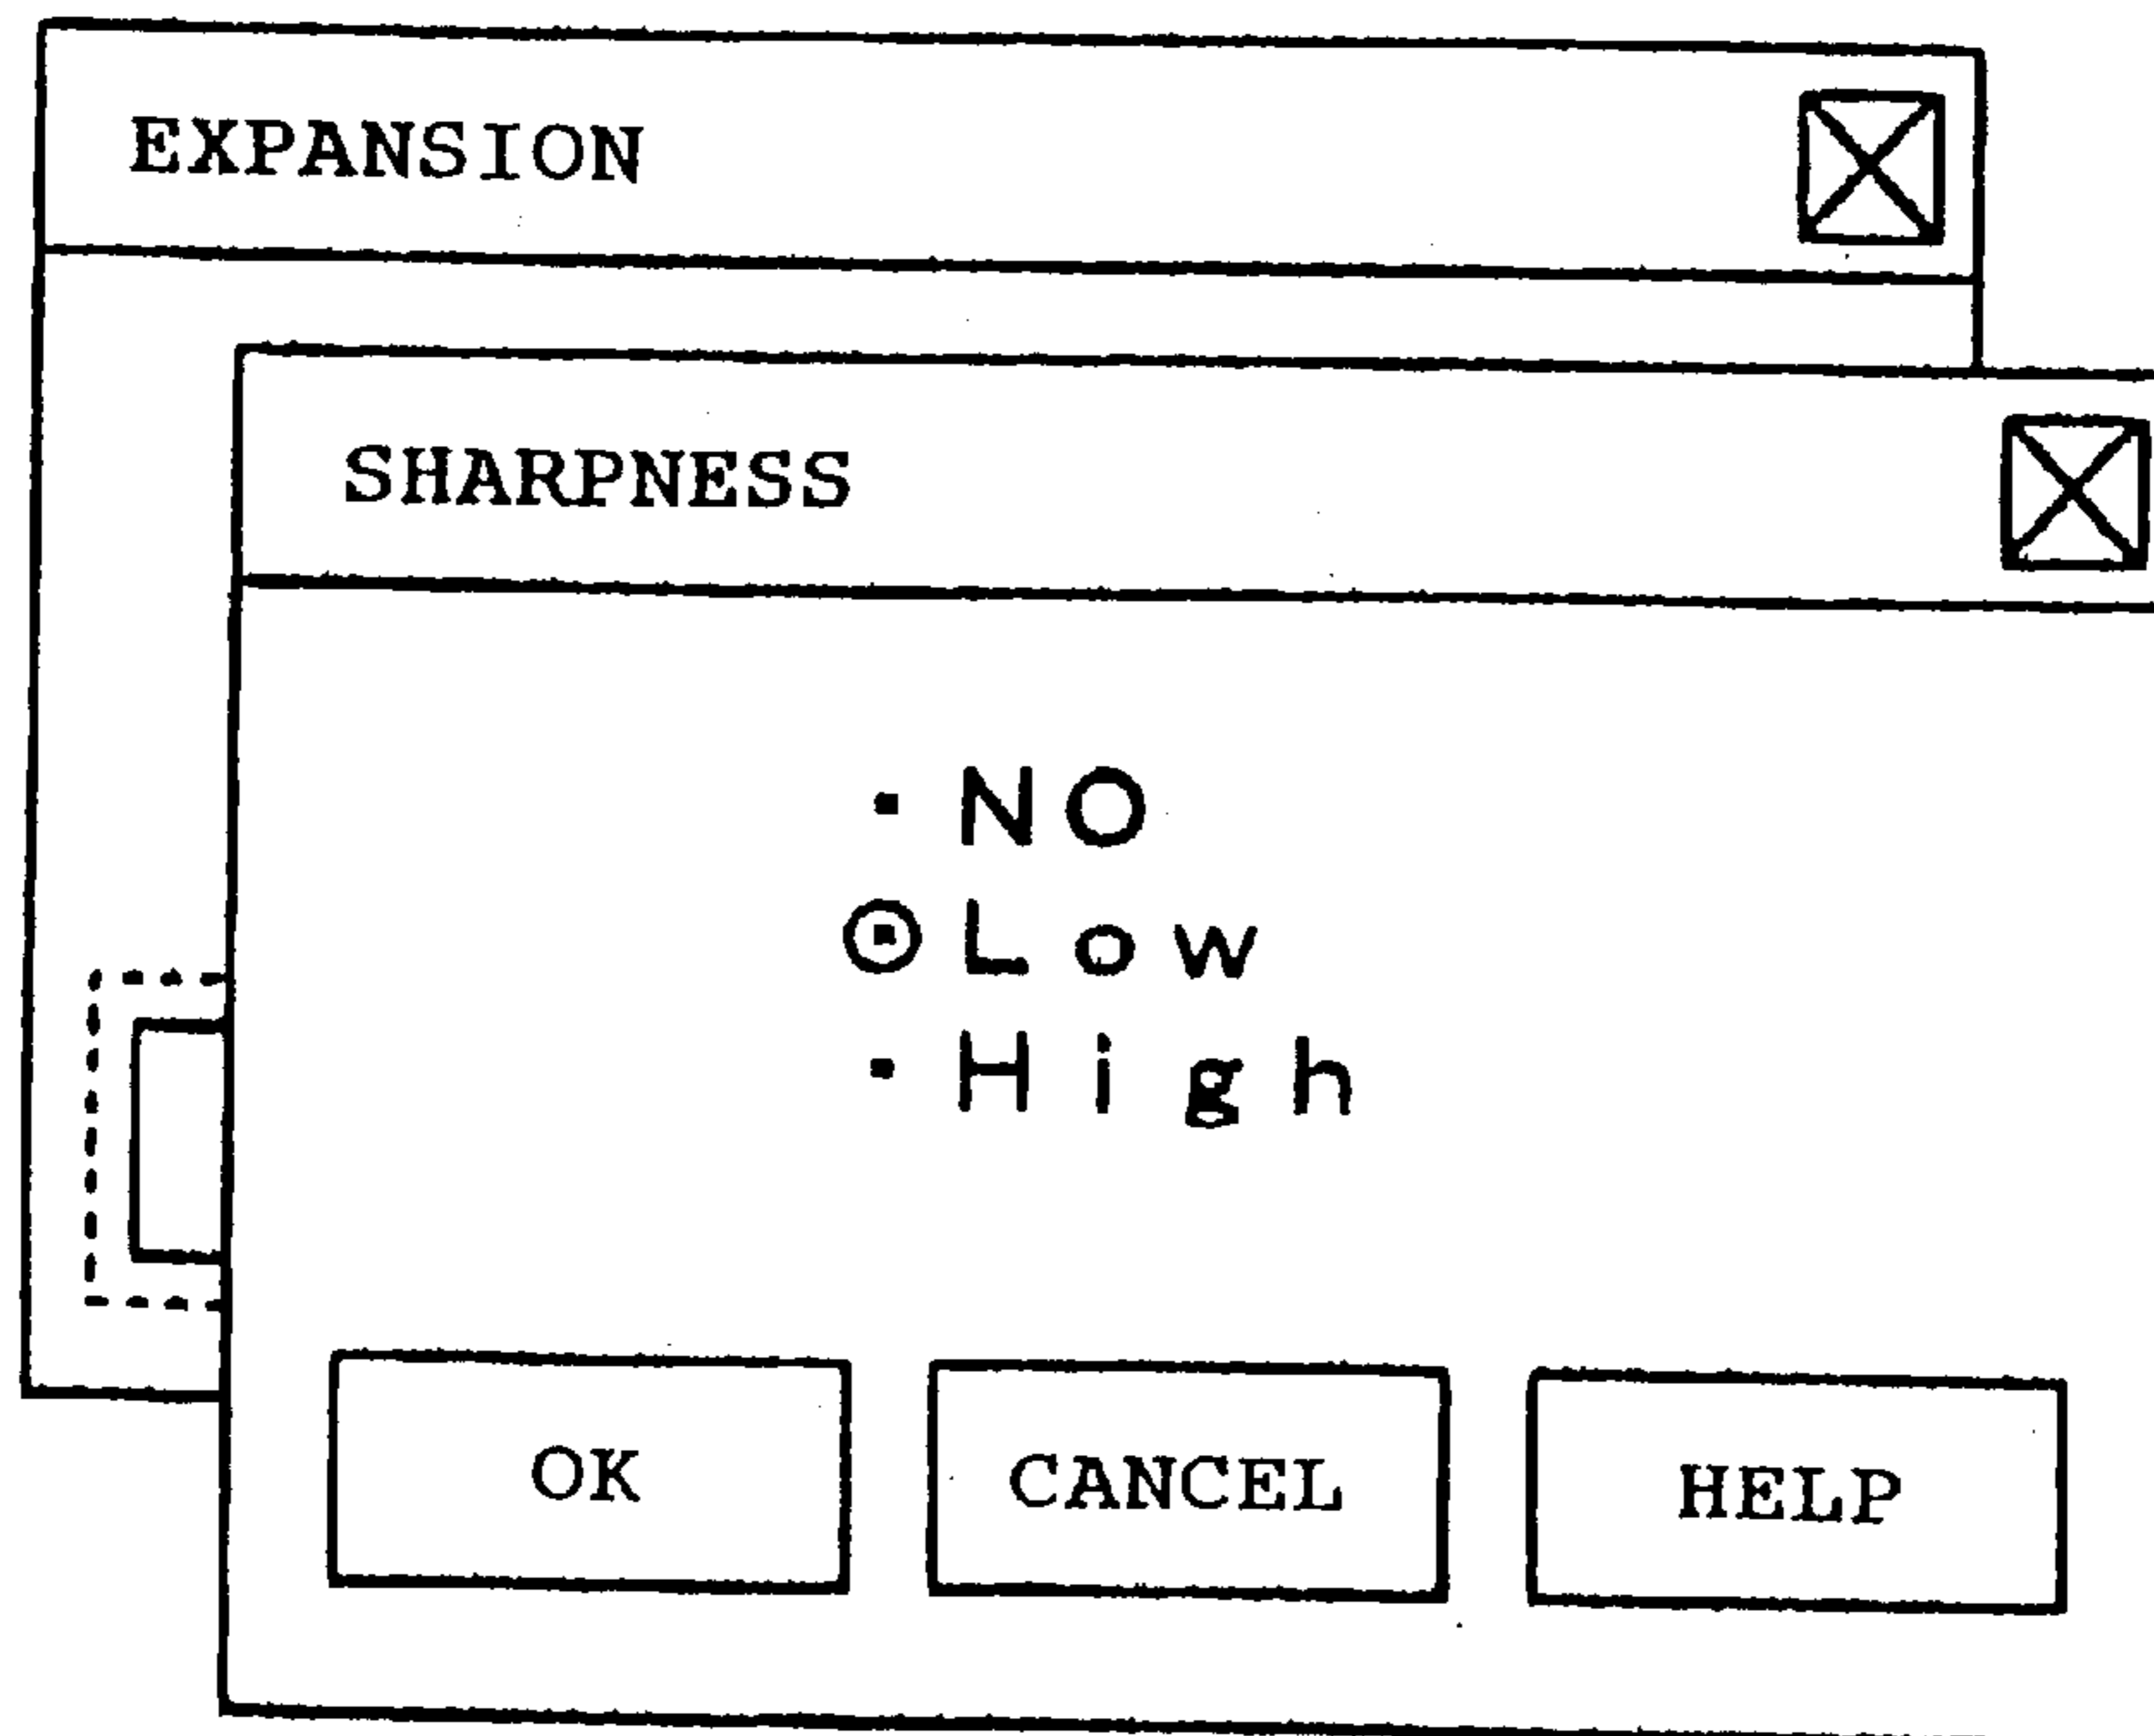 EXPANSION
SHARPNESS
· NO
⊙ Low
· High
OK CANCEL HELP